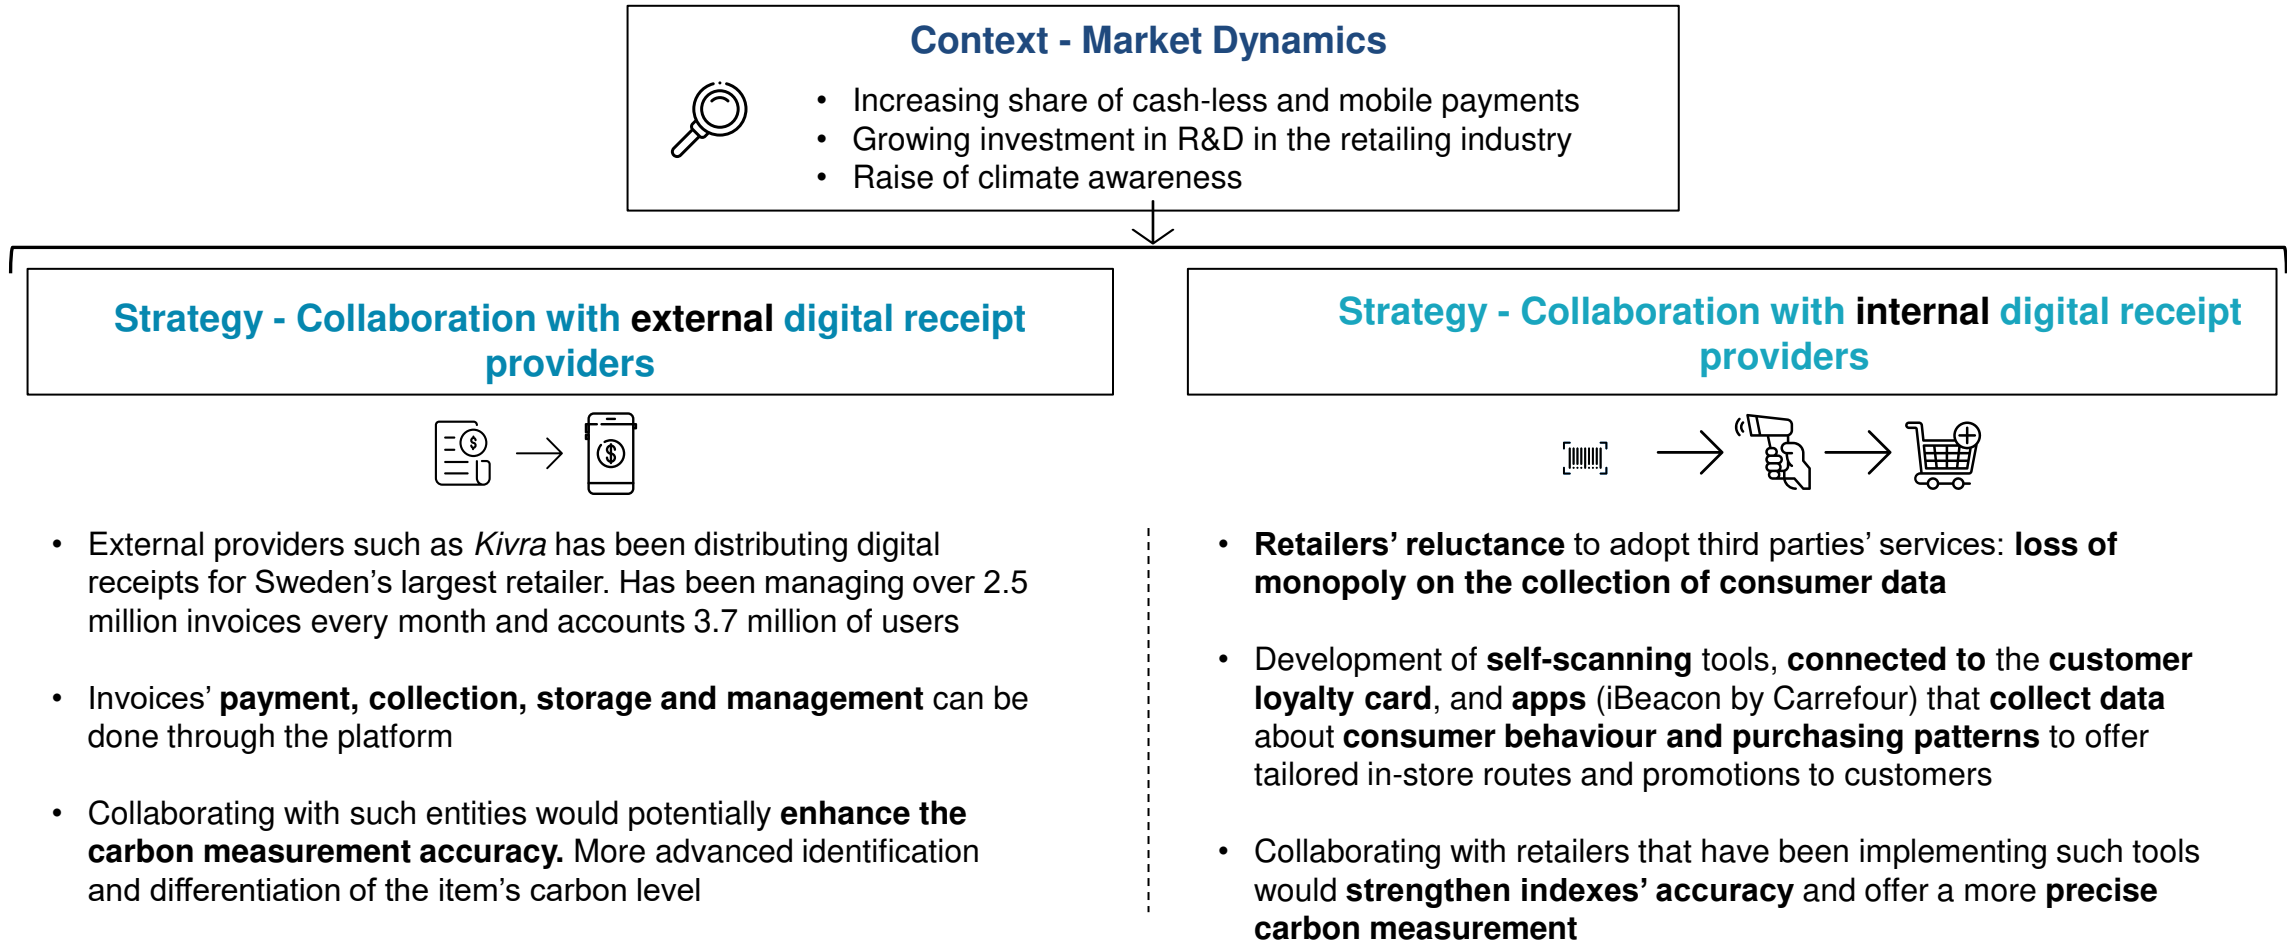 Context - Market Dynamics
• Increasing share of cash-less and mobile payments
• Growing investment in R&D in the retailing industry
• Raise of climate awareness
Strategy - Collaboration with external digital receipt
providers
• External providers such as Kivra has been distributing digital
receipts for Sweden’s largest retailer. Has been managing over 2.5
million invoices every month and accounts 3.7 million of users
• Invoices’ payment, collection, storage and management can be
done through the platform
• Collaborating with such entities would potentially enhance the
carbon measurement accuracy. More advanced identification
and differentiation of the item’s carbon level
Strategy - Collaboration with internal digital receipt
providers
• Retailers’ reluctance to adopt third parties’ services: loss of
monopoly on the collection of consumer data
• Development of self-scanning tools, connected to the customer
loyalty card, and apps (iBeacon by Carrefour) that collect data
about consumer behaviour and purchasing patterns to offer
tailored in-store routes and promotions to customers
• Collaborating with retailers that have been implementing such tools
would strengthen indexes’ accuracy and offer a more precise
carbon measurement